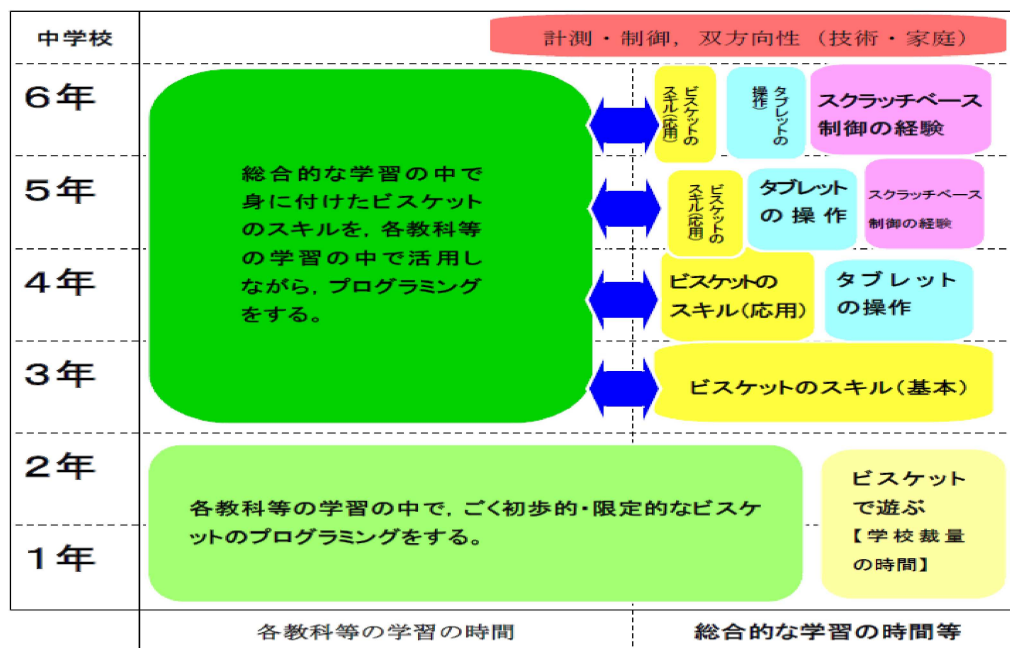 中学校
計測・制御，双方向性（技術・家庭）
6年
ビスケットの
スキル(応用)
タブレットの
操作)
スクラッチベース
制御の経験
総合的な学習の中で
身に付けたビスケット
のスキルを，各教科等
の学習の中で活用し
ながら，プログラミング
をする。
5年
ビスケットの
スキル(応用)
タブレット
の操作
スクラッチベース
制御の経験
4年
ビスケットの
スキル(応用)
タブレット
の操作
3年
ビスケットのスキル(基本)
2年
各教科等の学習の中で，ごく初歩的・限定的なビスケ
ットのプログラミングをする。
ビスケット
で遊ぶ
【学校裁量
の時間】
1年
各教科等の学習の時間
総合的な学習の時間等